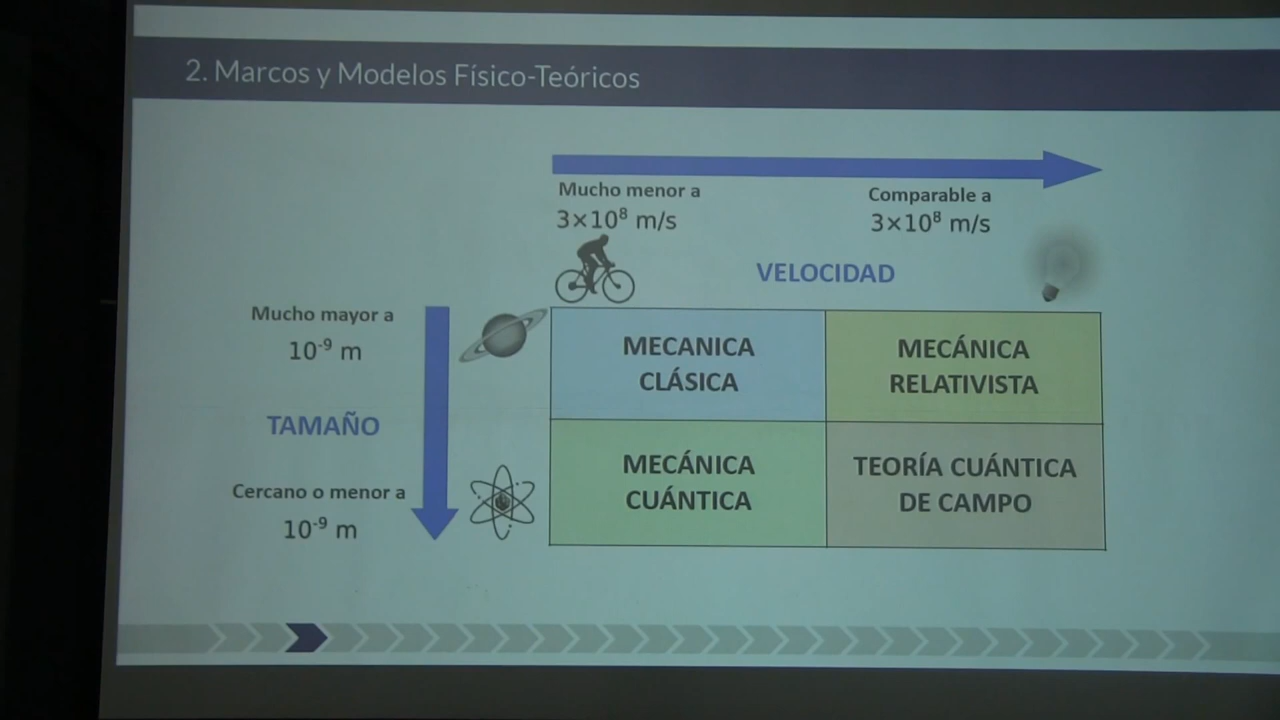 2. Marcos y Modelos Físico-Teóricos
Mucho menor a
3×10⁸ m/s
Comparable a
3×10⁸ m/s
VELOCIDAD
Mucho mayor a
10⁻⁹ m
TAMAÑO
Cercano o menor a
10⁻⁹ m
MECANICA
CLÁSICA
MECÁNICA
RELATIVISTA
MECÁNICA
CUÁNTICA
TEORÍA CUÁNTICA
DE CAMPO